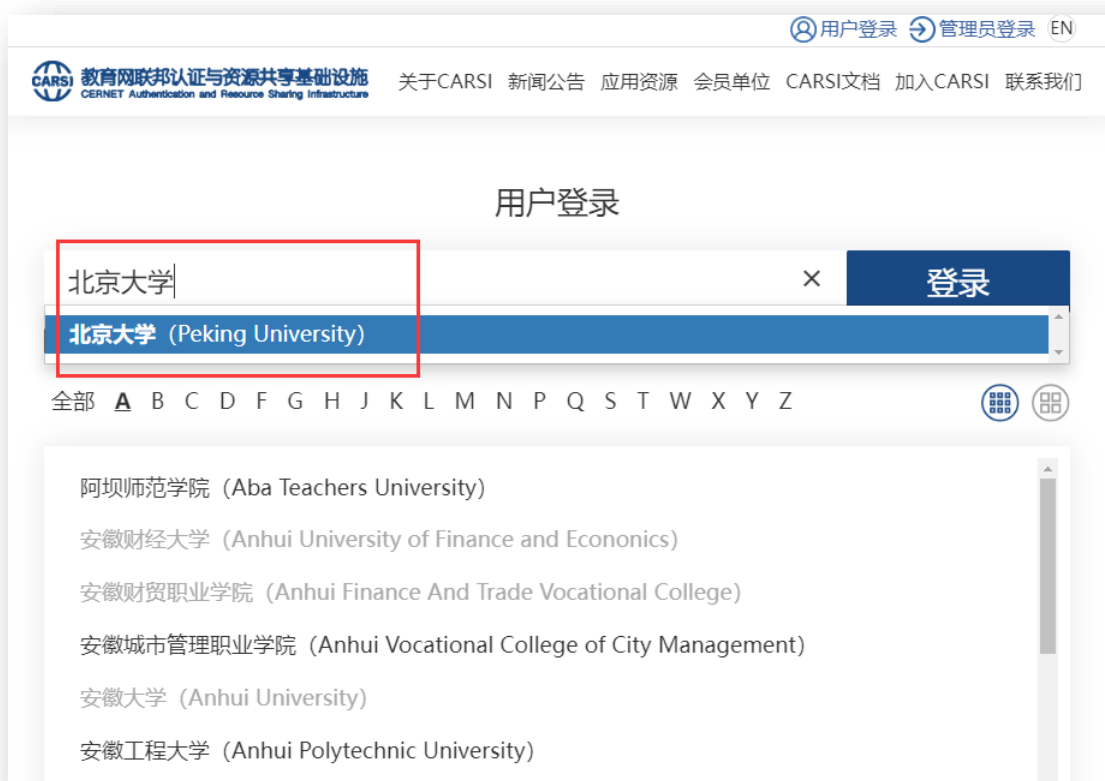 用户登录 管理员登录 EN
CARSI 教育网联邦认证与资源共享基础设施
CERNET Authentication and Resource Sharing Infrastructure
关于CARSI 新闻公告 应用资源 会员单位 CARSI文档 加入CARSI 联系我们
用户登录
北京大学 × 登录
北京大学（Peking University）
全部 A B C D F G H J K L M N P Q S T W X Y Z
阿坝师范学院（Aba Teachers University）
安徽财经大学（Anhui University of Finance and Econonics）
安徽财贸职业学院（Anhui Finance And Trade Vocational College）
安徽城市管理职业学院（Anhui Vocational College of City Management）
安徽大学（Anhui University）
安徽工程大学（Anhui Polytechnic University）